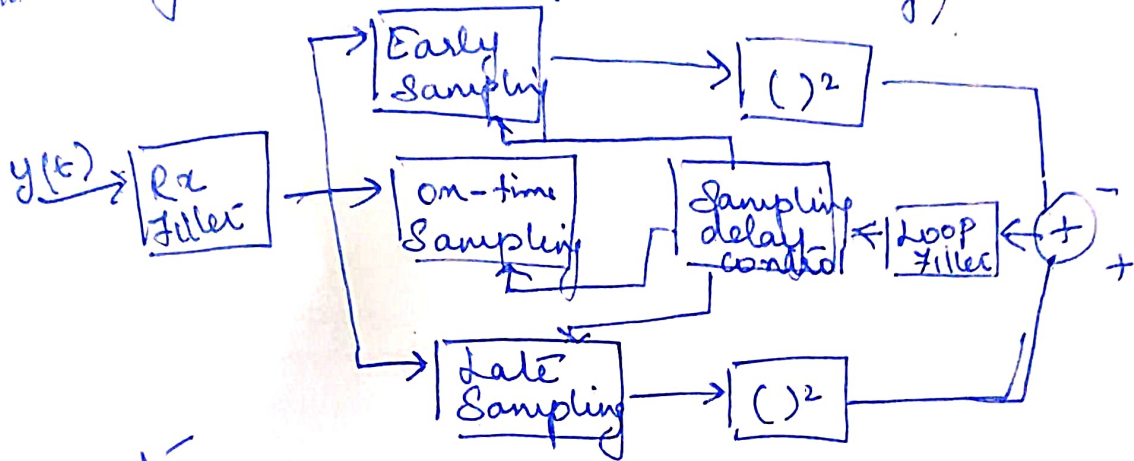 Early
Sampling
( )²
y(t)
Rx
Filter
on-time
Sampling
Sampling
delay
control
Loop
Filter
+
-
+
Late
Sampling
( )²